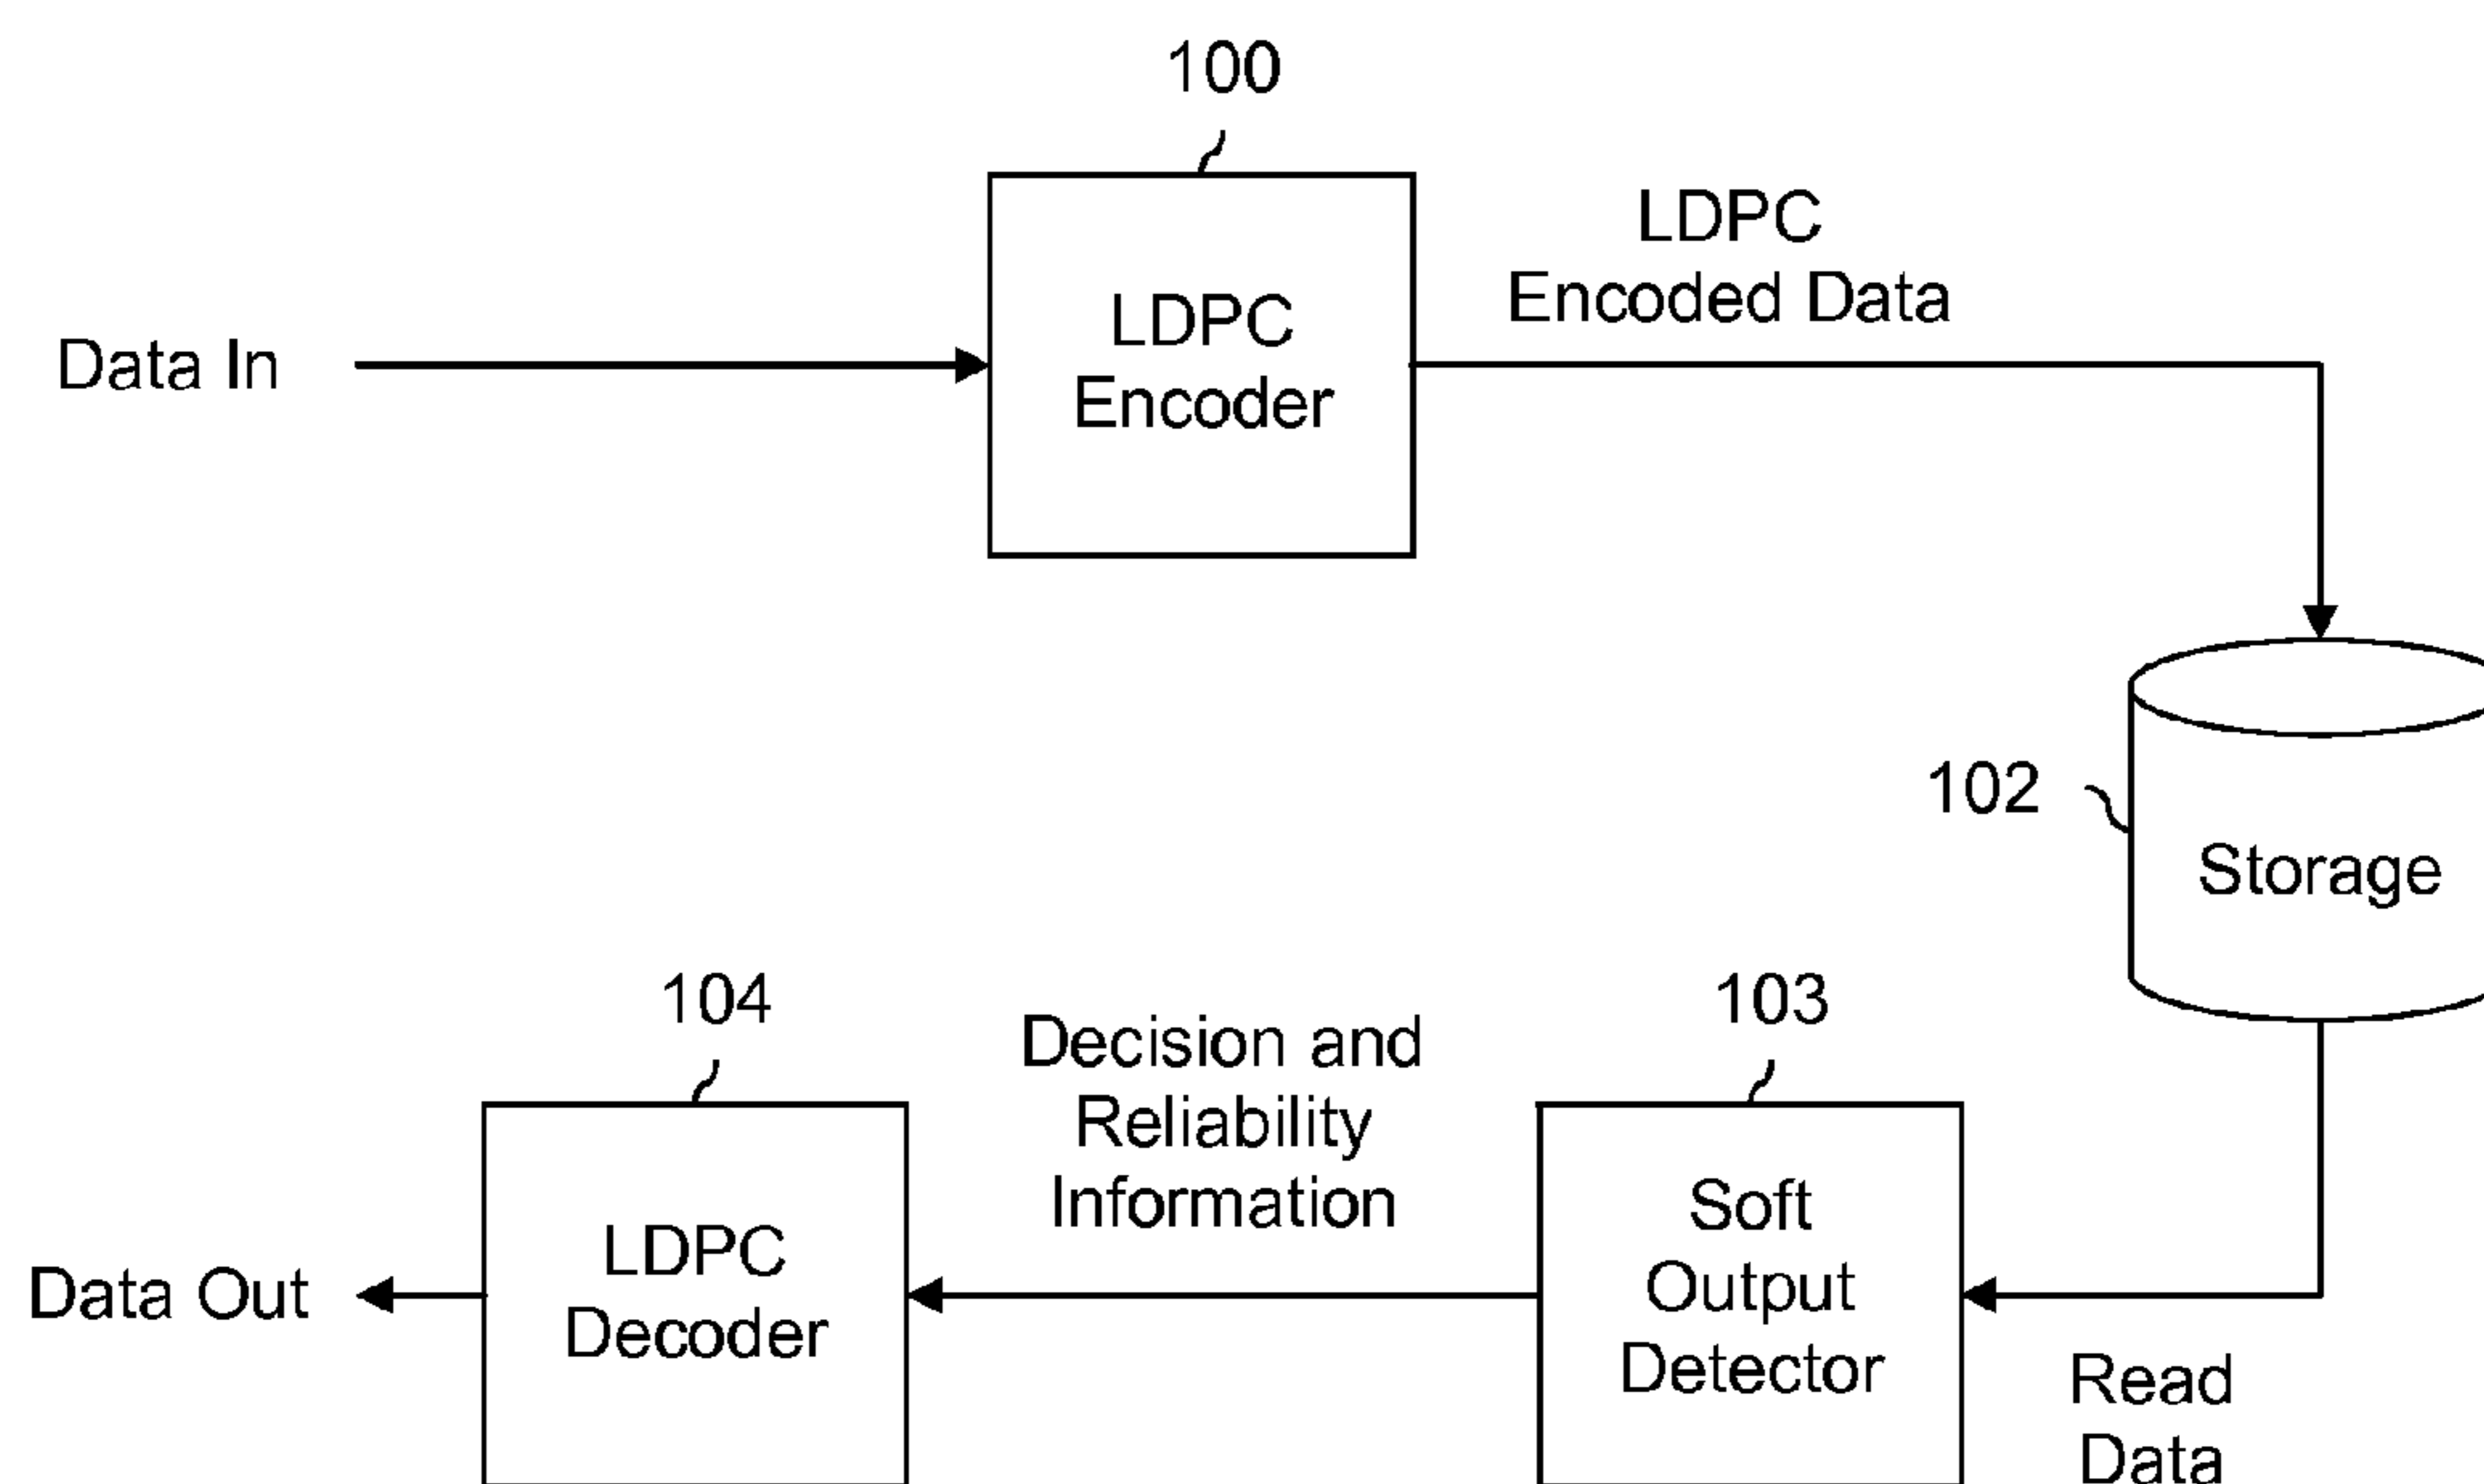 100
LDPC
Encoded Data
LDPC
Encoder
Data In
102
Storage
104
103
Decision and
Reliability
Information
Soft
Output
Detector
LDPC
Decoder
Data Out
Read
Data